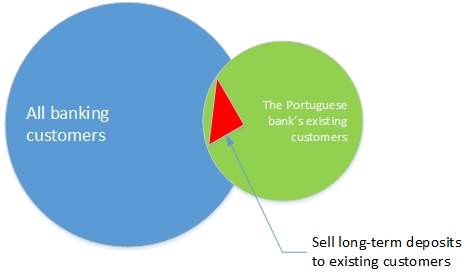 All banking
customers
The Portuguese
bank's existing
customers
Sell long-term deposits
to existing customers